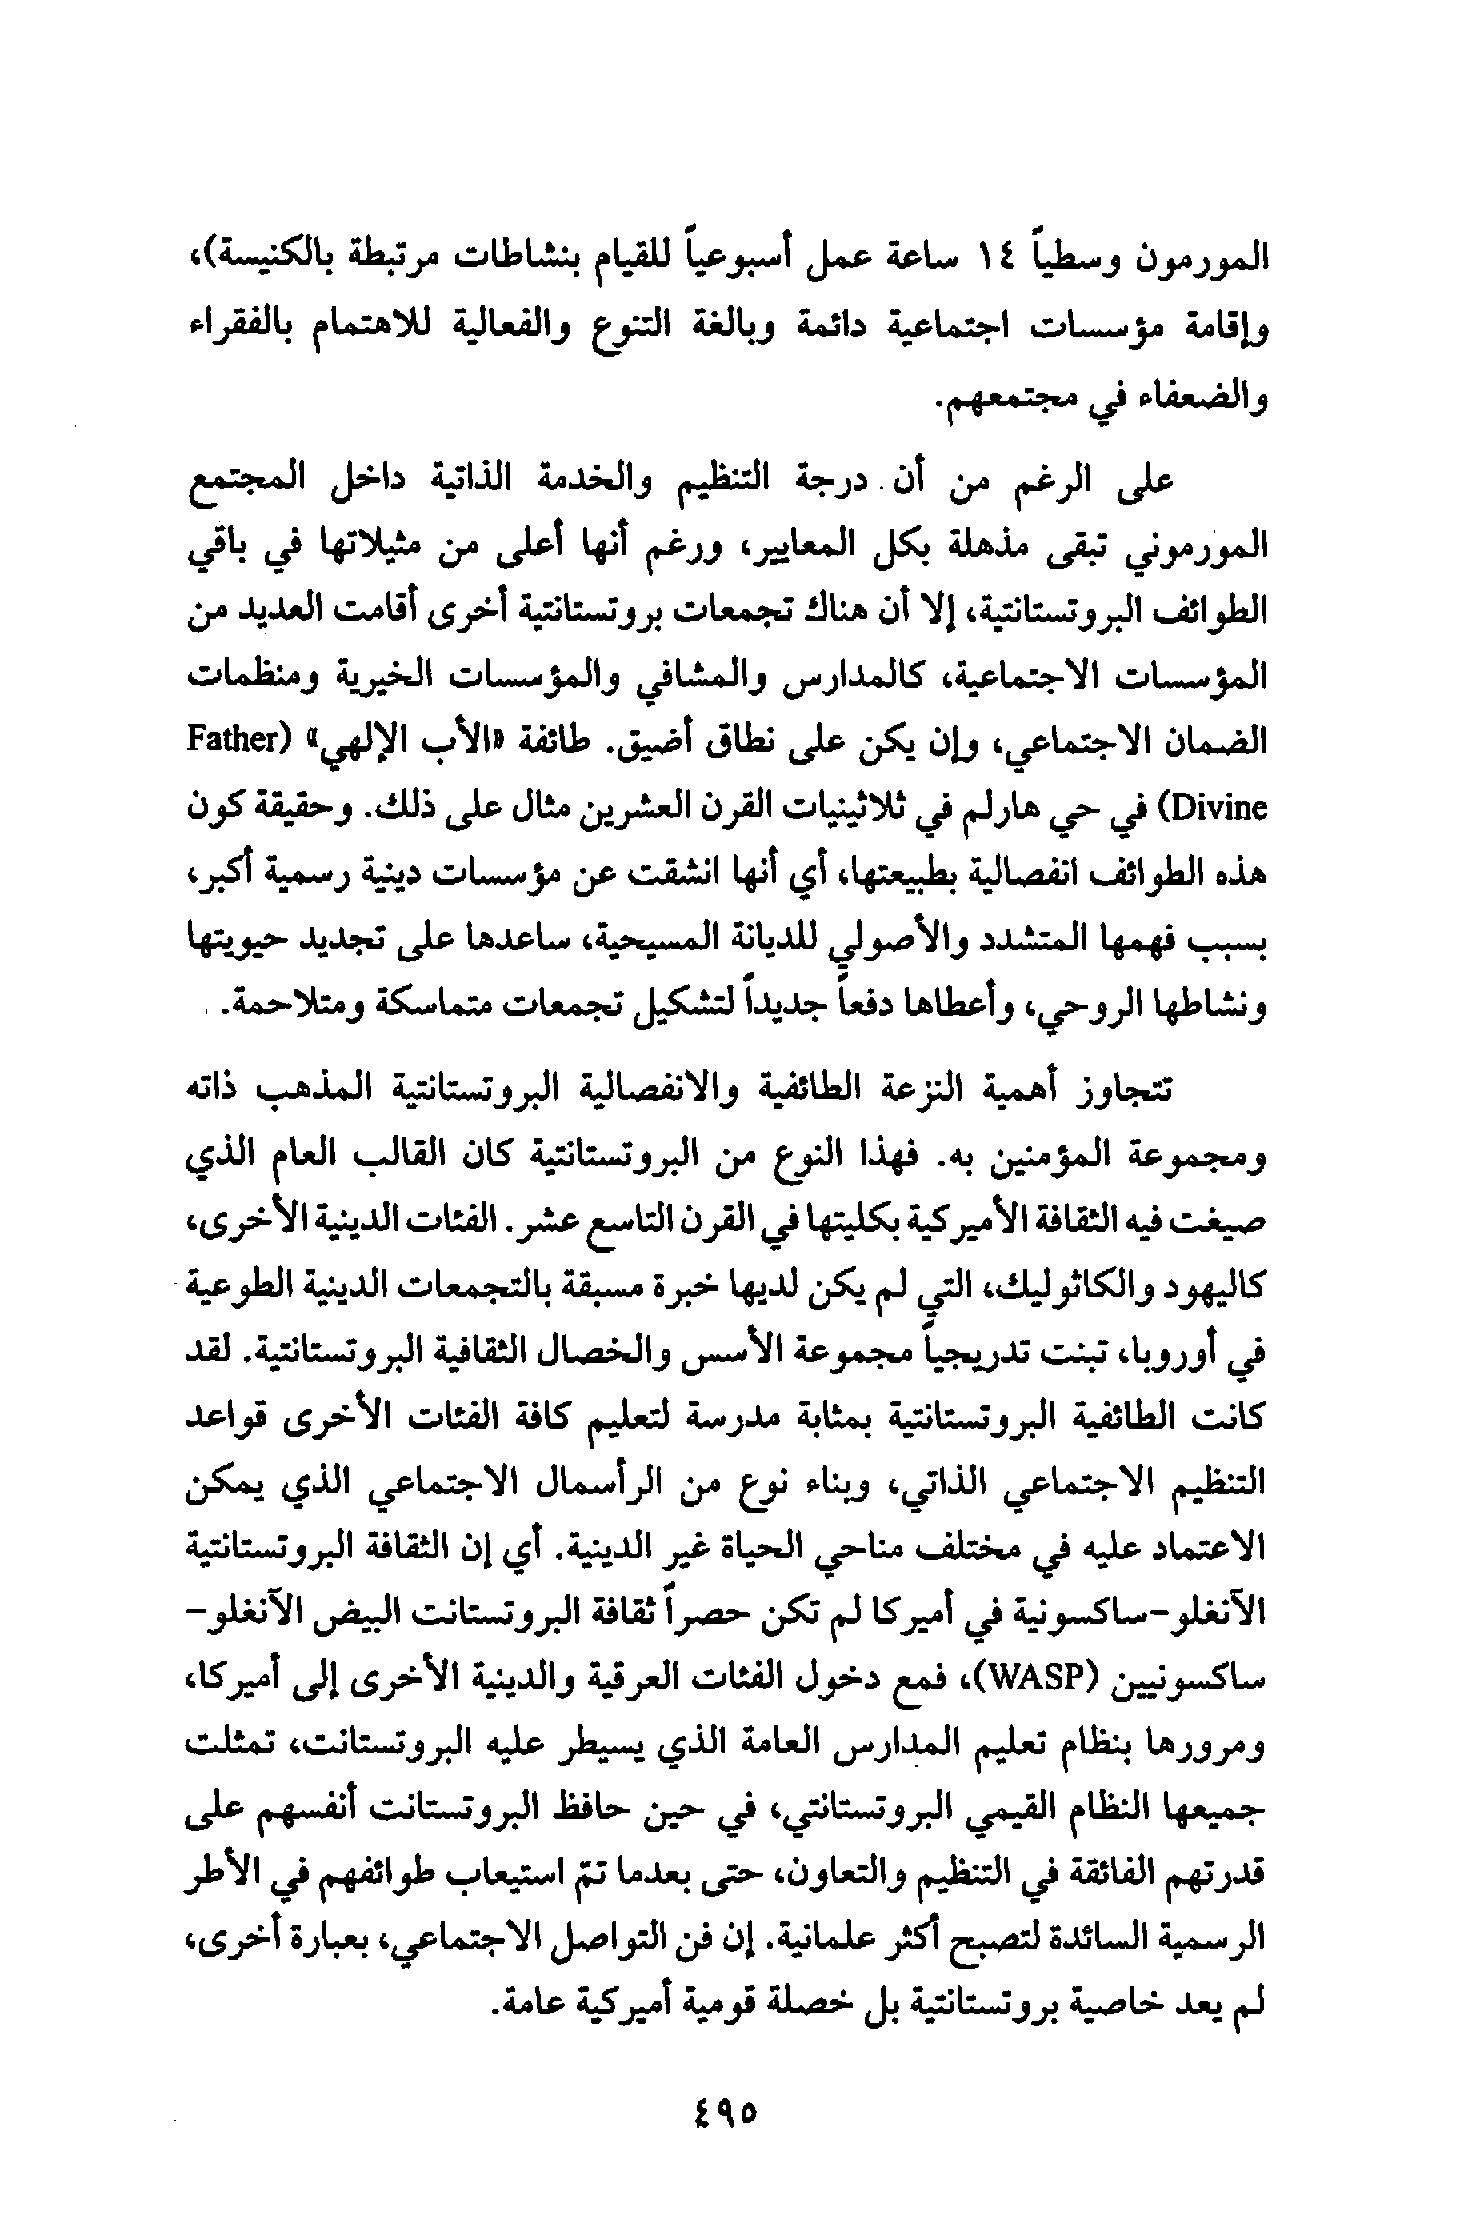 المورمون وسطياً ١٤ ساعة عمل أسبوعياً للقيام بنشاطات مرتبطة بالكنيسة)،
وإقامة مؤسسات اجتماعية دائمة وبالغة التنوع والفعالية للاهتمام بالفقراء
والضعفاء في مجتمعهم.
على الرغم من أن درجة التنظيم والخدمة الذاتية داخل المجتمع
المورموني تبقى مذهلة بكل المعايير، ورغم أنها أعلى من مثيلاتها في باقي
الطوائف البروتستانتية، إلا أن هناك تجمعات بروتستانتية أخرى أقامت العديد من
المؤسسات الاجتماعية، كالمدارس والمشافي والمؤسسات الخيرية ومنظمات
الضمان الاجتماعي، وإن يكن على نطاق أضيق. طائفة «الأب الإلهي» (Father
Divine) في حي هارلم في ثلاثينيات القرن العشرين مثال على ذلك. وحقيقة كون
هذه الطوائف انفصالية بطبيعتها، أي أنها انشقت عن مؤسسات دينية رسمية أكبر،
بسبب فهمها المتشدد والأصولي للديانة المسيحية، ساعدها على تجديد حيويتها
ونشاطها الروحي، وأعطاها دفعاً جديداً لتشكيل تجمعات متماسكة ومتلاحمة.
تتجاوز أهمية النزعة الطائفية والانفصالية البروتستانتية المذهب ذاته
ومجموعة المؤمنين به. فهذا النوع من البروتستانتية كان القالب العام الذي
صيغت فيه الثقافة الأميركية بكليتها في القرن التاسع عشر. الفئات الدينية الأخرى،
كاليهود والكاثوليك، التي لم يكن لديها خبرة مسبقة بالتجمعات الدينية الطوعية
في أوروبا، تبنت تدريجياً مجموعة الأسس والخصال الثقافية البروتستانتية. لقد
كانت الطائفية البروتستانتية بمثابة مدرسة لتعليم كافة الفئات الأخرى قواعد
التنظيم الاجتماعي الذاتي، وبناء نوع من الرأسمال الاجتماعي الذي يمكن
الاعتماد عليه في مختلف مناحي الحياة غير الدينية. أي إن الثقافة البروتستانتية
الآنغلو-ساكسونية في أميركا لم تكن حصراً ثقافة البروتستانت البيض الآنغلو-
ساكسونيين (WASP)، فمع دخول الفئات العرقية والدينية الأخرى إلى أميركا،
ومرورها بنظام تعليم المدارس العامة الذي يسيطر عليه البروتستانت، تمثلت
جميعها النظام القيمي البروتستانتي، في حين حافظ البروتستانت أنفسهم على
قدرتهم الفائقة في التنظيم والتعاون، حتى بعدما تمّ استيعاب طوائفهم في الأطر
الرسمية السائدة لتصبح أكثر علمانية. إن فن التواصل الاجتماعي، بعبارة أخرى،
لم يعد خاصية بروتستانتية بل خصلة قومية أميركية عامة.
٤٩٥